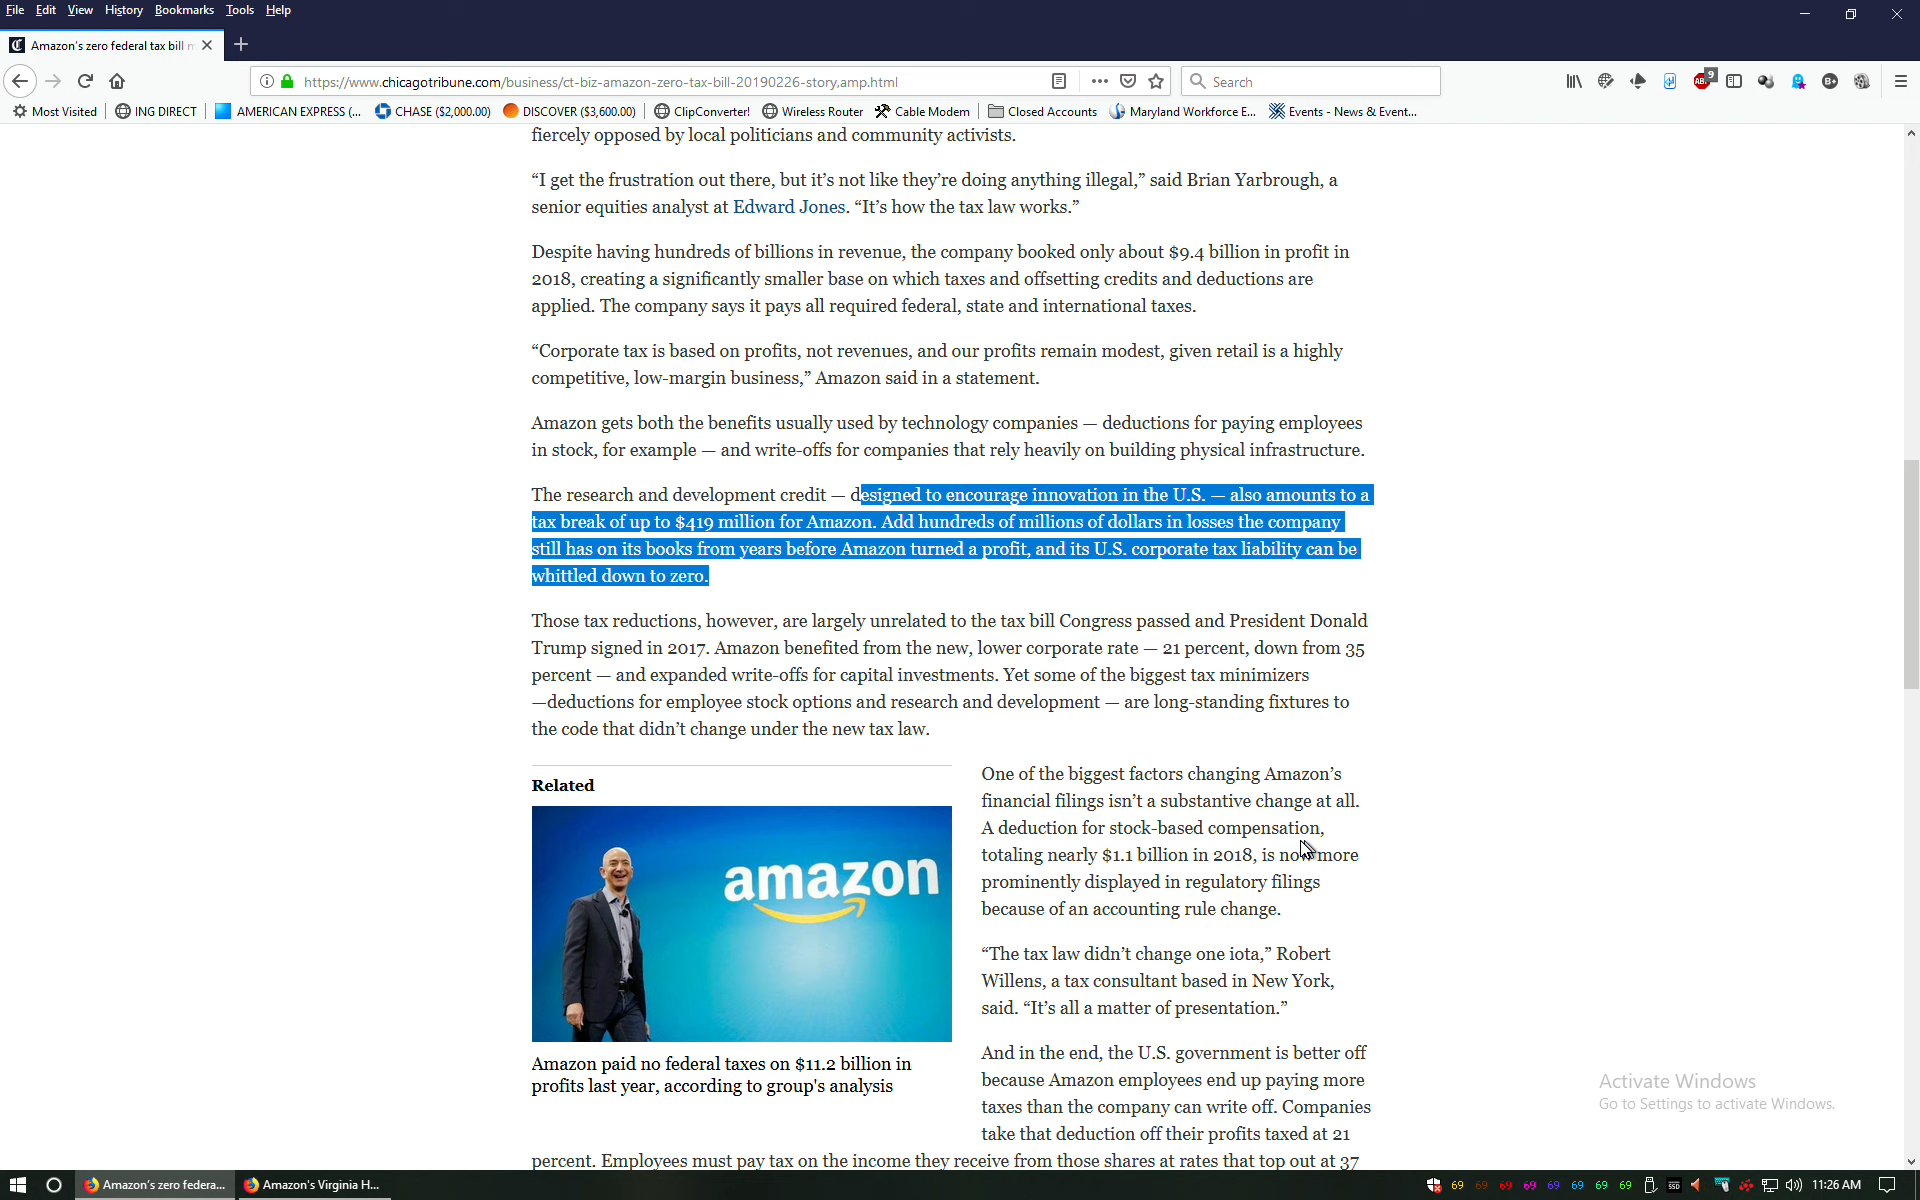 File Edit View History Bookmarks Tools Help
Amazon's zero federal tax bill
https://www.chicagotribune.com/business/ct-biz-amazon-zero-tax-bill-20190226-story,amp.html
Search
ABP 9
B+
Most Visited ING DIRECT AMERICAN EXPRESS (... CHASE ($2,000.00) DISCOVER ($3,600.00) ClipConverter! Wireless Router Cable Modem Closed Accounts Maryland Workforce E... Events - News & Event...
fiercely opposed by local politicians and community activists.
“I get the frustration out there, but it’s not like they’re doing anything illegal,” said Brian Yarbrough, a
senior equities analyst at Edward Jones. “It’s how the tax law works.”
Despite having hundreds of billions in revenue, the company booked only about $9.4 billion in profit in
2018, creating a significantly smaller base on which taxes and offsetting credits and deductions are
applied. The company says it pays all required federal, state and international taxes.
“Corporate tax is based on profits, not revenues, and our profits remain modest, given retail is a highly
competitive, low-margin business,” Amazon said in a statement.
Amazon gets both the benefits usually used by technology companies — deductions for paying employees
in stock, for example — and write-offs for companies that rely heavily on building physical infrastructure.
The research and development credit — designed to encourage innovation in the U.S. — also amounts to a
tax break of up to $419 million for Amazon. Add hundreds of millions of dollars in losses the company
still has on its books from years before Amazon turned a profit, and its U.S. corporate tax liability can be
whittled down to zero.
Those tax reductions, however, are largely unrelated to the tax bill Congress passed and President Donald
Trump signed in 2017. Amazon benefited from the new, lower corporate rate — 21 percent, down from 35
percent — and expanded write-offs for capital investments. Yet some of the biggest tax minimizers
—deductions for employee stock options and research and development — are long-standing fixtures to
the code that didn’t change under the new tax law.
Related
amazon
Amazon paid no federal taxes on $11.2 billion in
profits last year, according to group's analysis
One of the biggest factors changing Amazon’s
financial filings isn’t a substantive change at all.
A deduction for stock-based compensation,
totaling nearly $1.1 billion in 2018, is now more
prominently displayed in regulatory filings
because of an accounting rule change.
“The tax law didn’t change one iota,” Robert
Willens, a tax consultant based in New York,
said. “It’s all a matter of presentation.”
And in the end, the U.S. government is better off
because Amazon employees end up paying more
taxes than the company can write off. Companies
take that deduction off their profits taxed at 21
percent. Employees must pay tax on the income they receive from those shares at rates that top out at 37
Activate Windows
Go to Settings to activate Windows.
Amazon's zero federa... Amazon's Virginia H...
69 69 69 69 69 69 69 69 SSD 11:26 AM